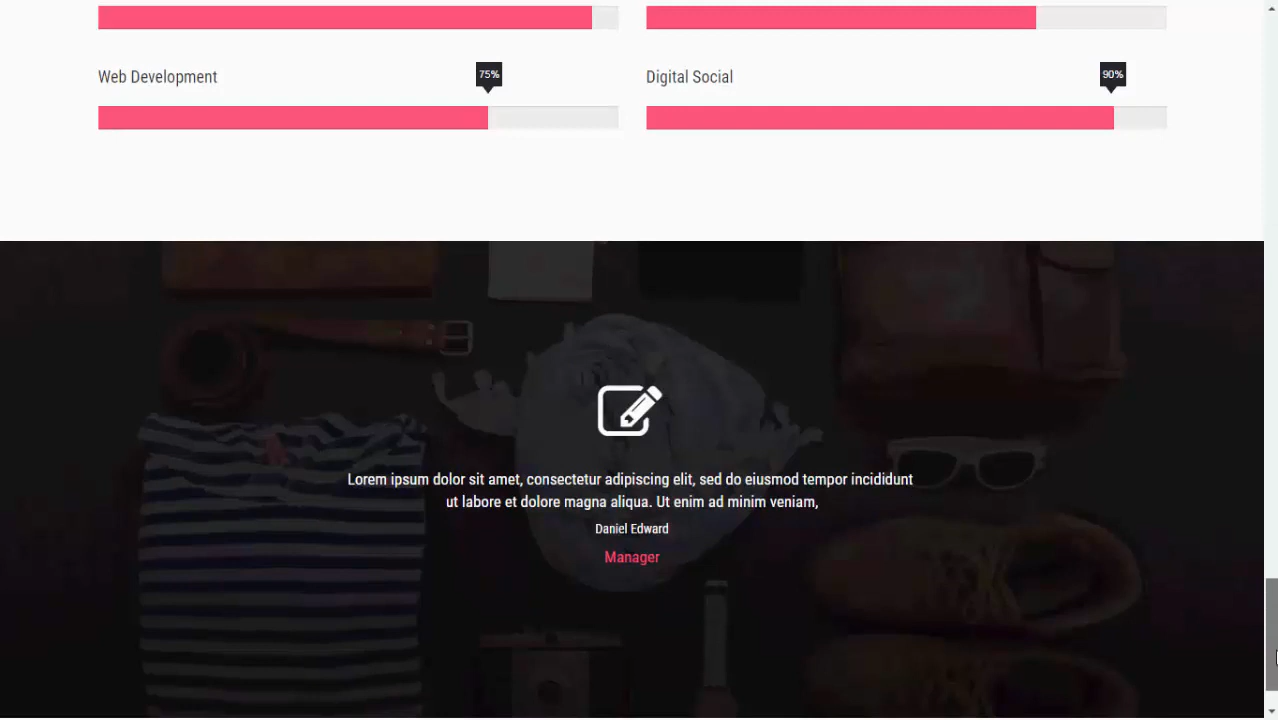 Web Development
75%
Digital Social
90%
Lorem ipsum dolor sit amet, consectetur adipiscing elit, sed do eiusmod tempor incididunt
ut labore et dolore magna aliqua. Ut enim ad minim veniam,
Daniel Edward
Manager